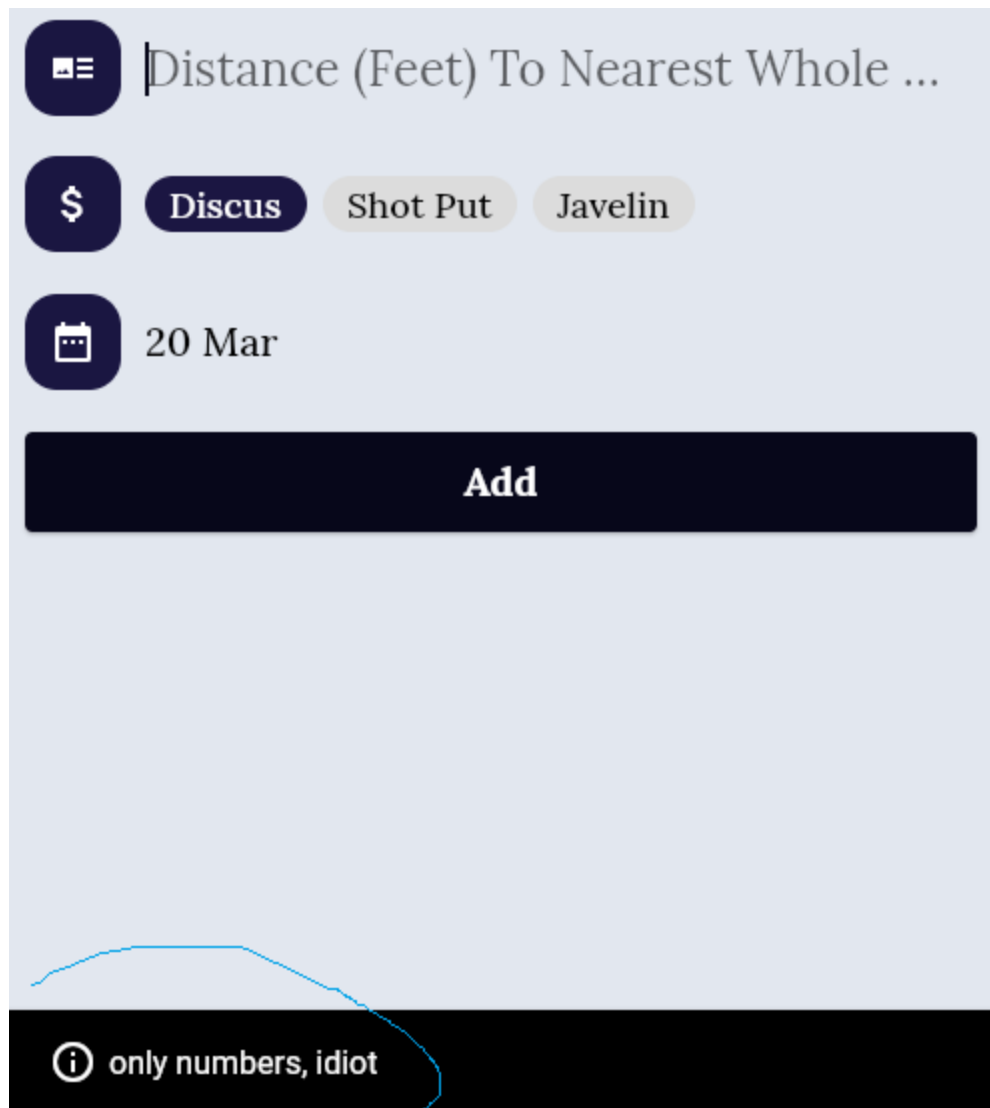 Distance (Feet) To Nearest Whole ...
$
Discus Shot Put Javelin
20 Mar
Add
only numbers, idiot